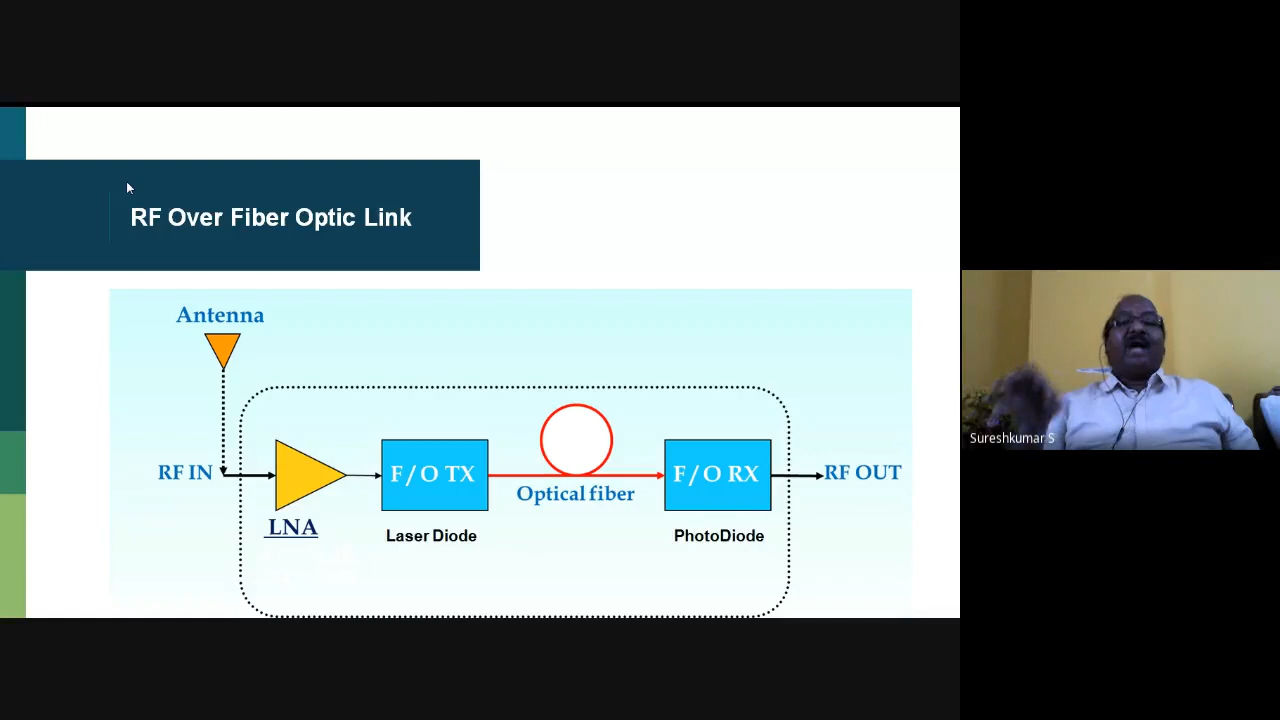 RF Over Fiber Optic Link
Antenna
RF IN
F/O TX
F/O RX
RF OUT
Optical fiber
LNA
Laser Diode
PhotoDiode
Sureshkumar S